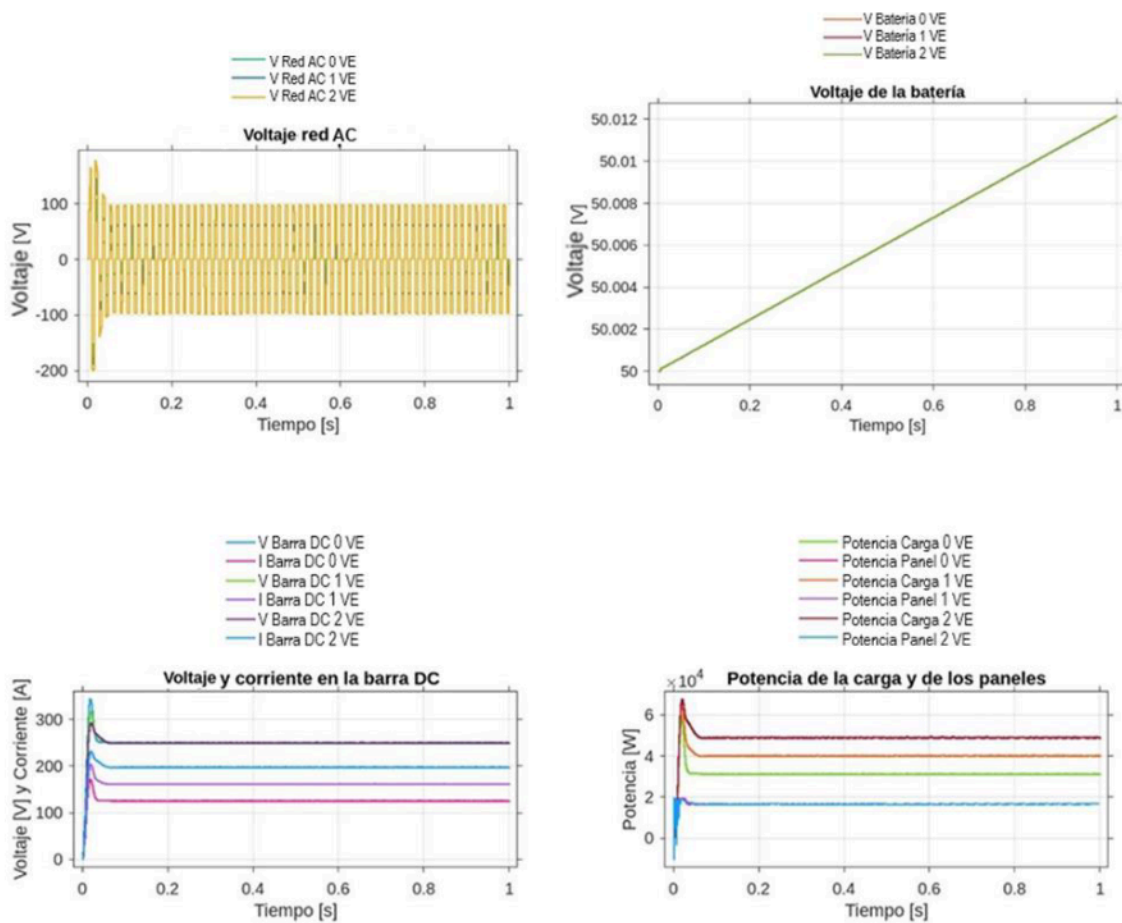 V Red AC 0 VE
V Red AC 1 VE
V Red AC 2 VE
Voltaje red AC
100
0
-100
-200
Voltaje [V]
0
0.2
0.4
0.6
0.8
1
Tiempo [s]
V Batería 0 VE
V Batería 1 VE
V Batería 2 VE
Voltaje de la batería
50.012
50.01
50.008
50.006
50.004
50.002
50
Voltaje [V]
0
0.2
0.4
0.6
0.8
1
Tiempo [s]
V Barra DC 0 VE
I Barra DC 0 VE
V Barra DC 1 VE
I Barra DC 1 VE
V Barra DC 2 VE
I Barra DC 2 VE
Voltaje y corriente en la barra DC
300
200
100
0
Voltaje [V] y Corriente [A]
0
0.2
0.4
0.6
0.8
1
Tiempo [s]
Potencia Carga 0 VE
Potencia Panel 0 VE
Potencia Carga 1 VE
Potencia Panel 1 VE
Potencia Carga 2 VE
Potencia Panel 2 VE
Potencia de la carga y de los paneles
× 10⁴
6
4
2
0
Potencia [W]
0
0.2
0.4
0.6
0.8
1
Tiempo [s]